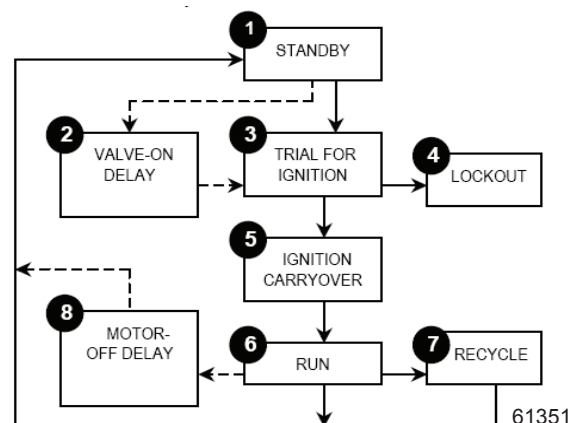 1
STANDBY
2
VALVE-ON
DELAY
3
TRIAL FOR
IGNITION
4
LOCKOUT
5
IGNITION
CARRYOVER
8
MOTOR-
OFF DELAY
6
RUN
7
RECYCLE
61351